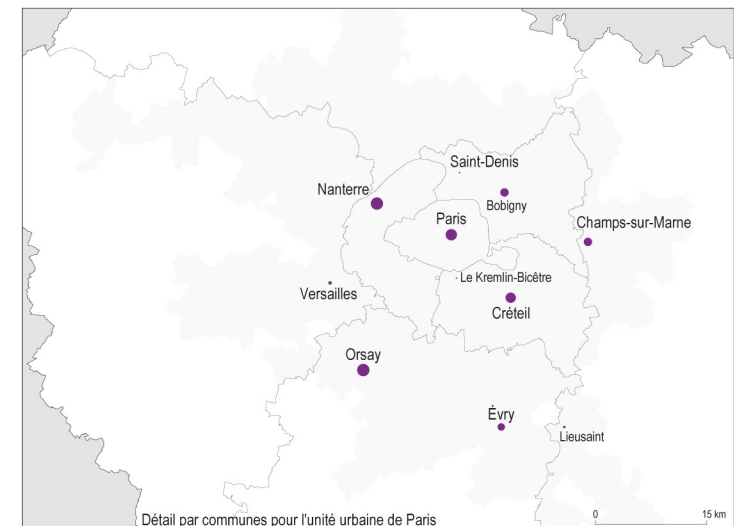 Saint-Denis
Nanterre
Bobigny
Paris
Champs-sur-Marne
Le Kremlin-Bicêtre
Versailles
Créteil
Orsay
Évry
Lieusaint
0 15 km
Détail par communes pour l'unité urbaine de Paris